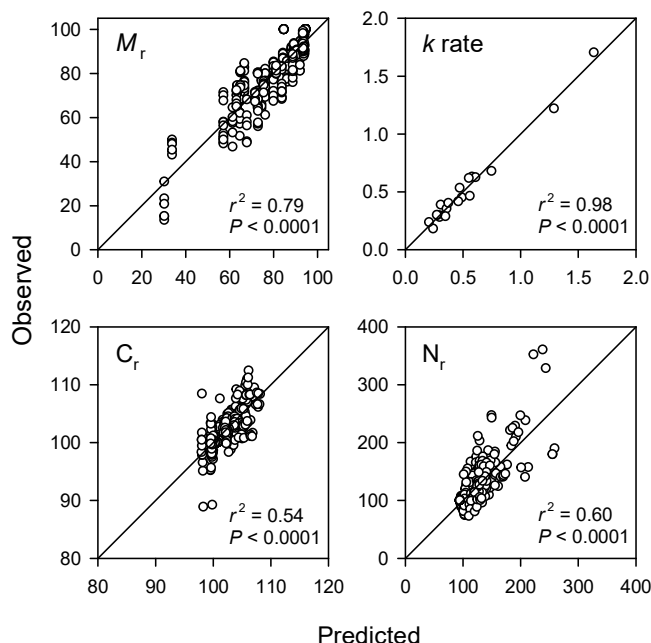 Observed
M r
100
80
60
40
20
0
0 20 40 60 80 100
r² = 0.79
P < 0.0001
k rate
2.0
1.5
1.0
0.5
0.0
0.0 0.5 1.0 1.5 2.0
r² = 0.98
P < 0.0001
C r
120
110
100
90
80
80 90 100 110 120
r² = 0.54
P < 0.0001
N r
400
300
200
100
0
0 100 200 300 400
r² = 0.60
P < 0.0001
Predicted